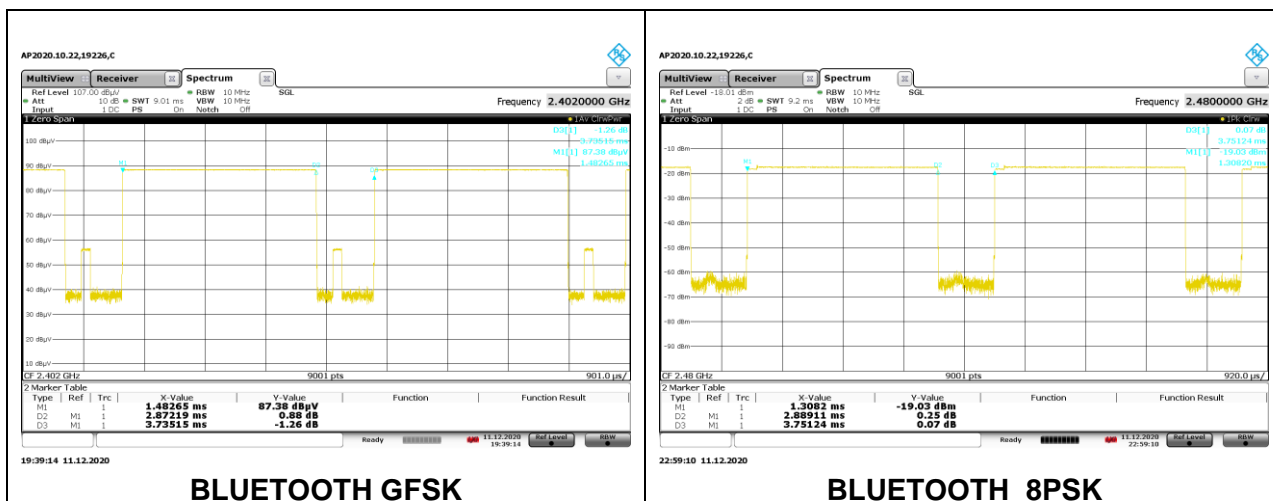 AP2020.10.22,19226,C
MultiView Receiver Spectrum
Ref Level 107.00 dBµV SGL
Att 10 dB SWT 9.01 ms RBW 10 MHz
Input 1 DC PS On VBW 10 MHz Notch Off
Frequency 2.4020000 GHz
1 Zero Span 1Av ClrwPwr
D3[1] -1.26 dB
3.73515 ms
M1[1] 87.38 dBµV
1.48265 ms
M1 D2 D3
100 dBµV
90 dBµV
80 dBµV
70 dBµV
60 dBµV
50 dBµV
40 dBµV
30 dBµV
20 dBµV
10 dBµV
CF 2.402 GHz 9001 pts 901.0 µs/
2 Marker Table
Type Ref Trc X-Value Y-Value Function Function Result
M1 1 1.48265 ms 87.38 dBµV
D2 M1 1 2.87219 ms 0.88 dB
D3 M1 1 3.73515 ms -1.26 dB
Ready 11.12.2020 19:39:14 Ref Level RBW
19:39:14 11.12.2020
BLUETOOTH GFSK
AP2020.10.22,19226,C
MultiView Receiver Spectrum
Ref Level -18.01 dBm SGL
Att 2 dB SWT 9.2 ms RBW 10 MHz
Input 1 DC PS On VBW 10 MHz Notch Off
Frequency 2.4800000 GHz
1 Zero Span 1Pk Clrw
D3[1] 0.07 dB
3.75124 ms
M1[1] -19.03 dBm
1.30820 ms
M1 D2 D3
-10 dBm
-20 dBm
-30 dBm
-40 dBm
-50 dBm
-60 dBm
-70 dBm
-80 dBm
-90 dBm
CF 2.48 GHz 9001 pts 920.0 µs/
2 Marker Table
Type Ref Trc X-Value Y-Value Function Function Result
M1 1 1.3082 ms -19.03 dBm
D2 M1 1 2.88911 ms 0.25 dB
D3 M1 1 3.75124 ms 0.07 dB
Ready 11.12.2020 22:59:10 Ref Level RBW
22:59:10 11.12.2020
BLUETOOTH 8PSK